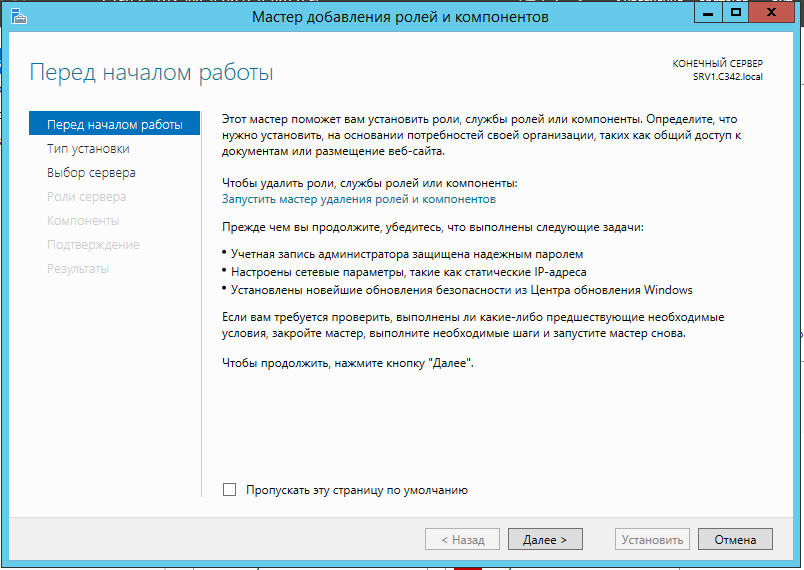 Мастер добавления ролей и компонентов
Перед началом работы
КОНЕЧНЫЙ СЕРВЕР
SRV1.C342.local
Перед началом работы
Тип установки
Выбор сервера
Роли сервера
Компоненты
Подтверждение
Результаты
Этот мастер поможет вам установить роли, службы ролей или компоненты. Определите, что
нужно установить, на основании потребностей своей организации, таких как общий доступ к
документам или размещение веб-сайта.
Чтобы удалить роли, службы ролей или компоненты:
Запустить мастер удаления ролей и компонентов
Прежде чем вы продолжите, убедитесь, что выполнены следующие задачи:
• Учетная запись администратора защищена надежным паролем
• Настроены сетевые параметры, такие как статические IP-адреса
• Установлены новейшие обновления безопасности из Центра обновления Windows
Если вам требуется проверить, выполнены ли какие-либо предшествующие необходимые
условия, закройте мастер, выполните необходимые шаги и запустите мастер снова.
Чтобы продолжить, нажмите кнопку "Далее".
Пропускать эту страницу по умолчанию
< Назад
Далее >
Установить
Отмена